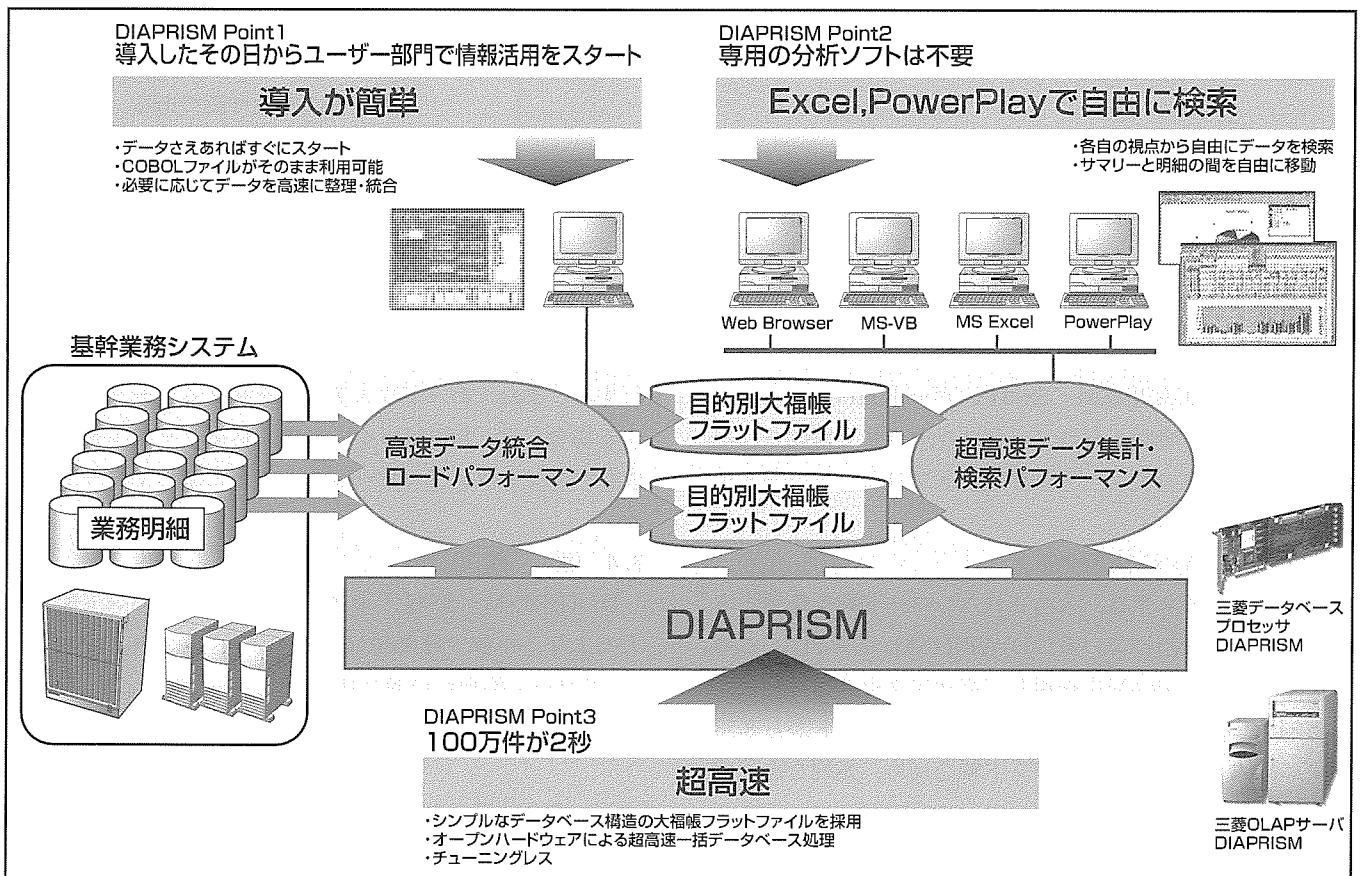 DIAPRISM Point1
導入したその日からユーザー部門で情報活用をスタート
導入が簡単
・データさえあればすぐにスタート
・COBOLファイルがそのまま利用可能
・必要に応じてデータを高速に整理・統合
DIAPRISM Point2
専用の分析ソフトは不要
Excel,PowerPlayで自由に検索
・各自の視点から自由にデータを検索
・サマリーと明細の間を自由に移動
Web Browser
MS-VB
MS Excel
PowerPlay
基幹業務システム
業務明細
高速データ統合
ロードパフォーマンス
目的別大福帳
フラットファイル
目的別大福帳
フラットファイル
超高速データ集計・
検索パフォーマンス
DIAPRISM
三菱データベース
プロセッサ
DIAPRISM
DIAPRISM Point3
100万件が2秒
超高速
・シンプルなデータベース構造の大福帳フラットファイルを採用
・オープンハードウェアによる超高速一括データベース処理
・チューニングレス
三菱OLAPサーバ
DIAPRISM